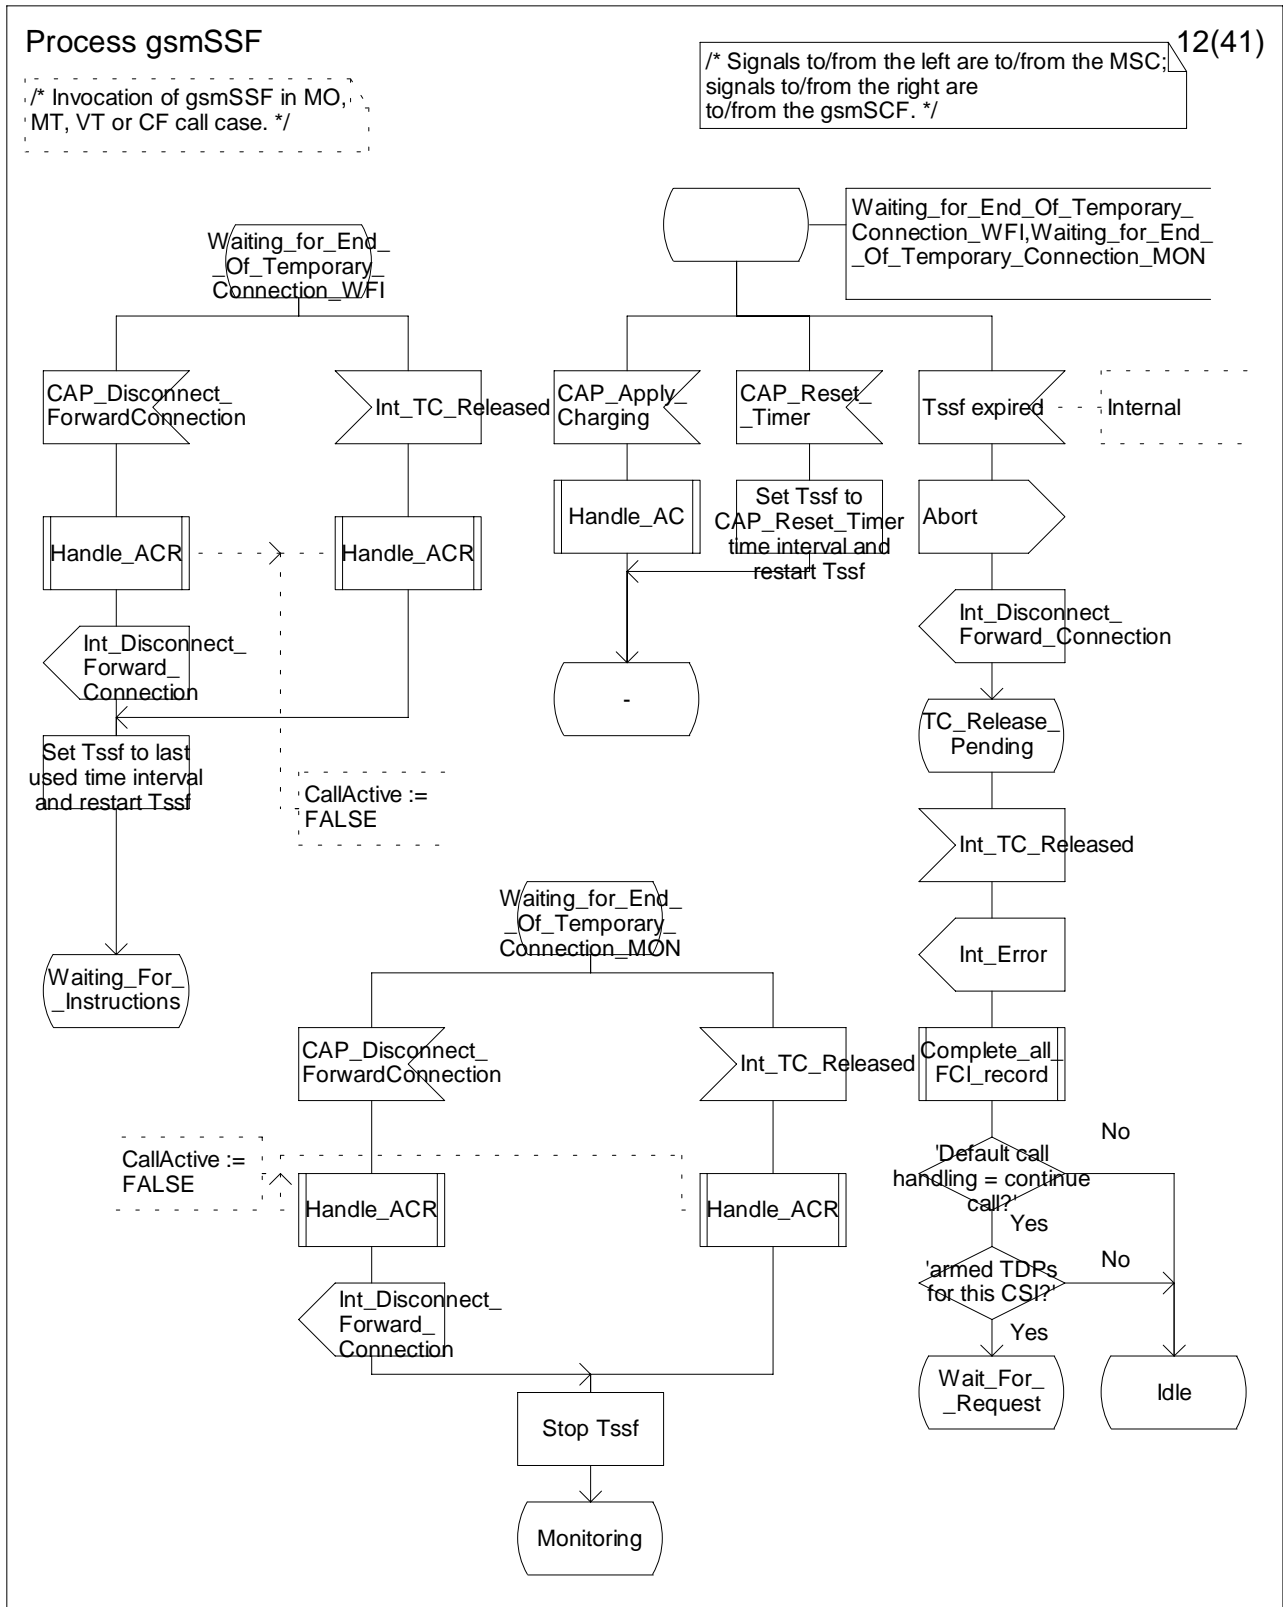 Process gsmSSF
12(41)
/* Invocation of gsmSSF in MO,
MT, VT or CF call case. */
/* Signals to/from the left are to/from the MSC;
signals to/from the right are
to/from the gsmSCF. */
Waiting_for_End_
_Of_Temporary_
Connection_WFI
Waiting_for_End_Of_Temporary_
Connection_WFI,Waiting_for_End_
_Of_Temporary_Connection_MON
CAP_Disconnect_
ForwardConnection
Int_TC_Released
CAP_Apply_
Charging
CAP_Reset_
_Timer
Tssf expired
Internal
Handle_ACR
Handle_ACR
Handle_AC
Set Tssf to
CAP_Reset_Timer
time interval and
restart Tssf
Abort
Int_Disconnect_
Forward_
Connection
Int_Disconnect_
Forward_Connection
-
TC_Release_
Pending
Set Tssf to last
used time interval
and restart Tssf
CallActive :=
FALSE
Int_TC_Released
Waiting_for_End_
_Of_Temporary_
Connection_MON
Int_Error
Waiting_For_
_Instructions
CAP_Disconnect_
ForwardConnection
Int_TC_Released
Complete_all_
FCI_record
CallActive :=
FALSE
Handle_ACR
Handle_ACR
'Default call
handling = continue
call?'
No
Yes
Int_Disconnect_
Forward_
Connection
'armed TDPs
for this CSI?'
No
Yes
Wait_For_
_Request
Idle
Stop Tssf
Monitoring